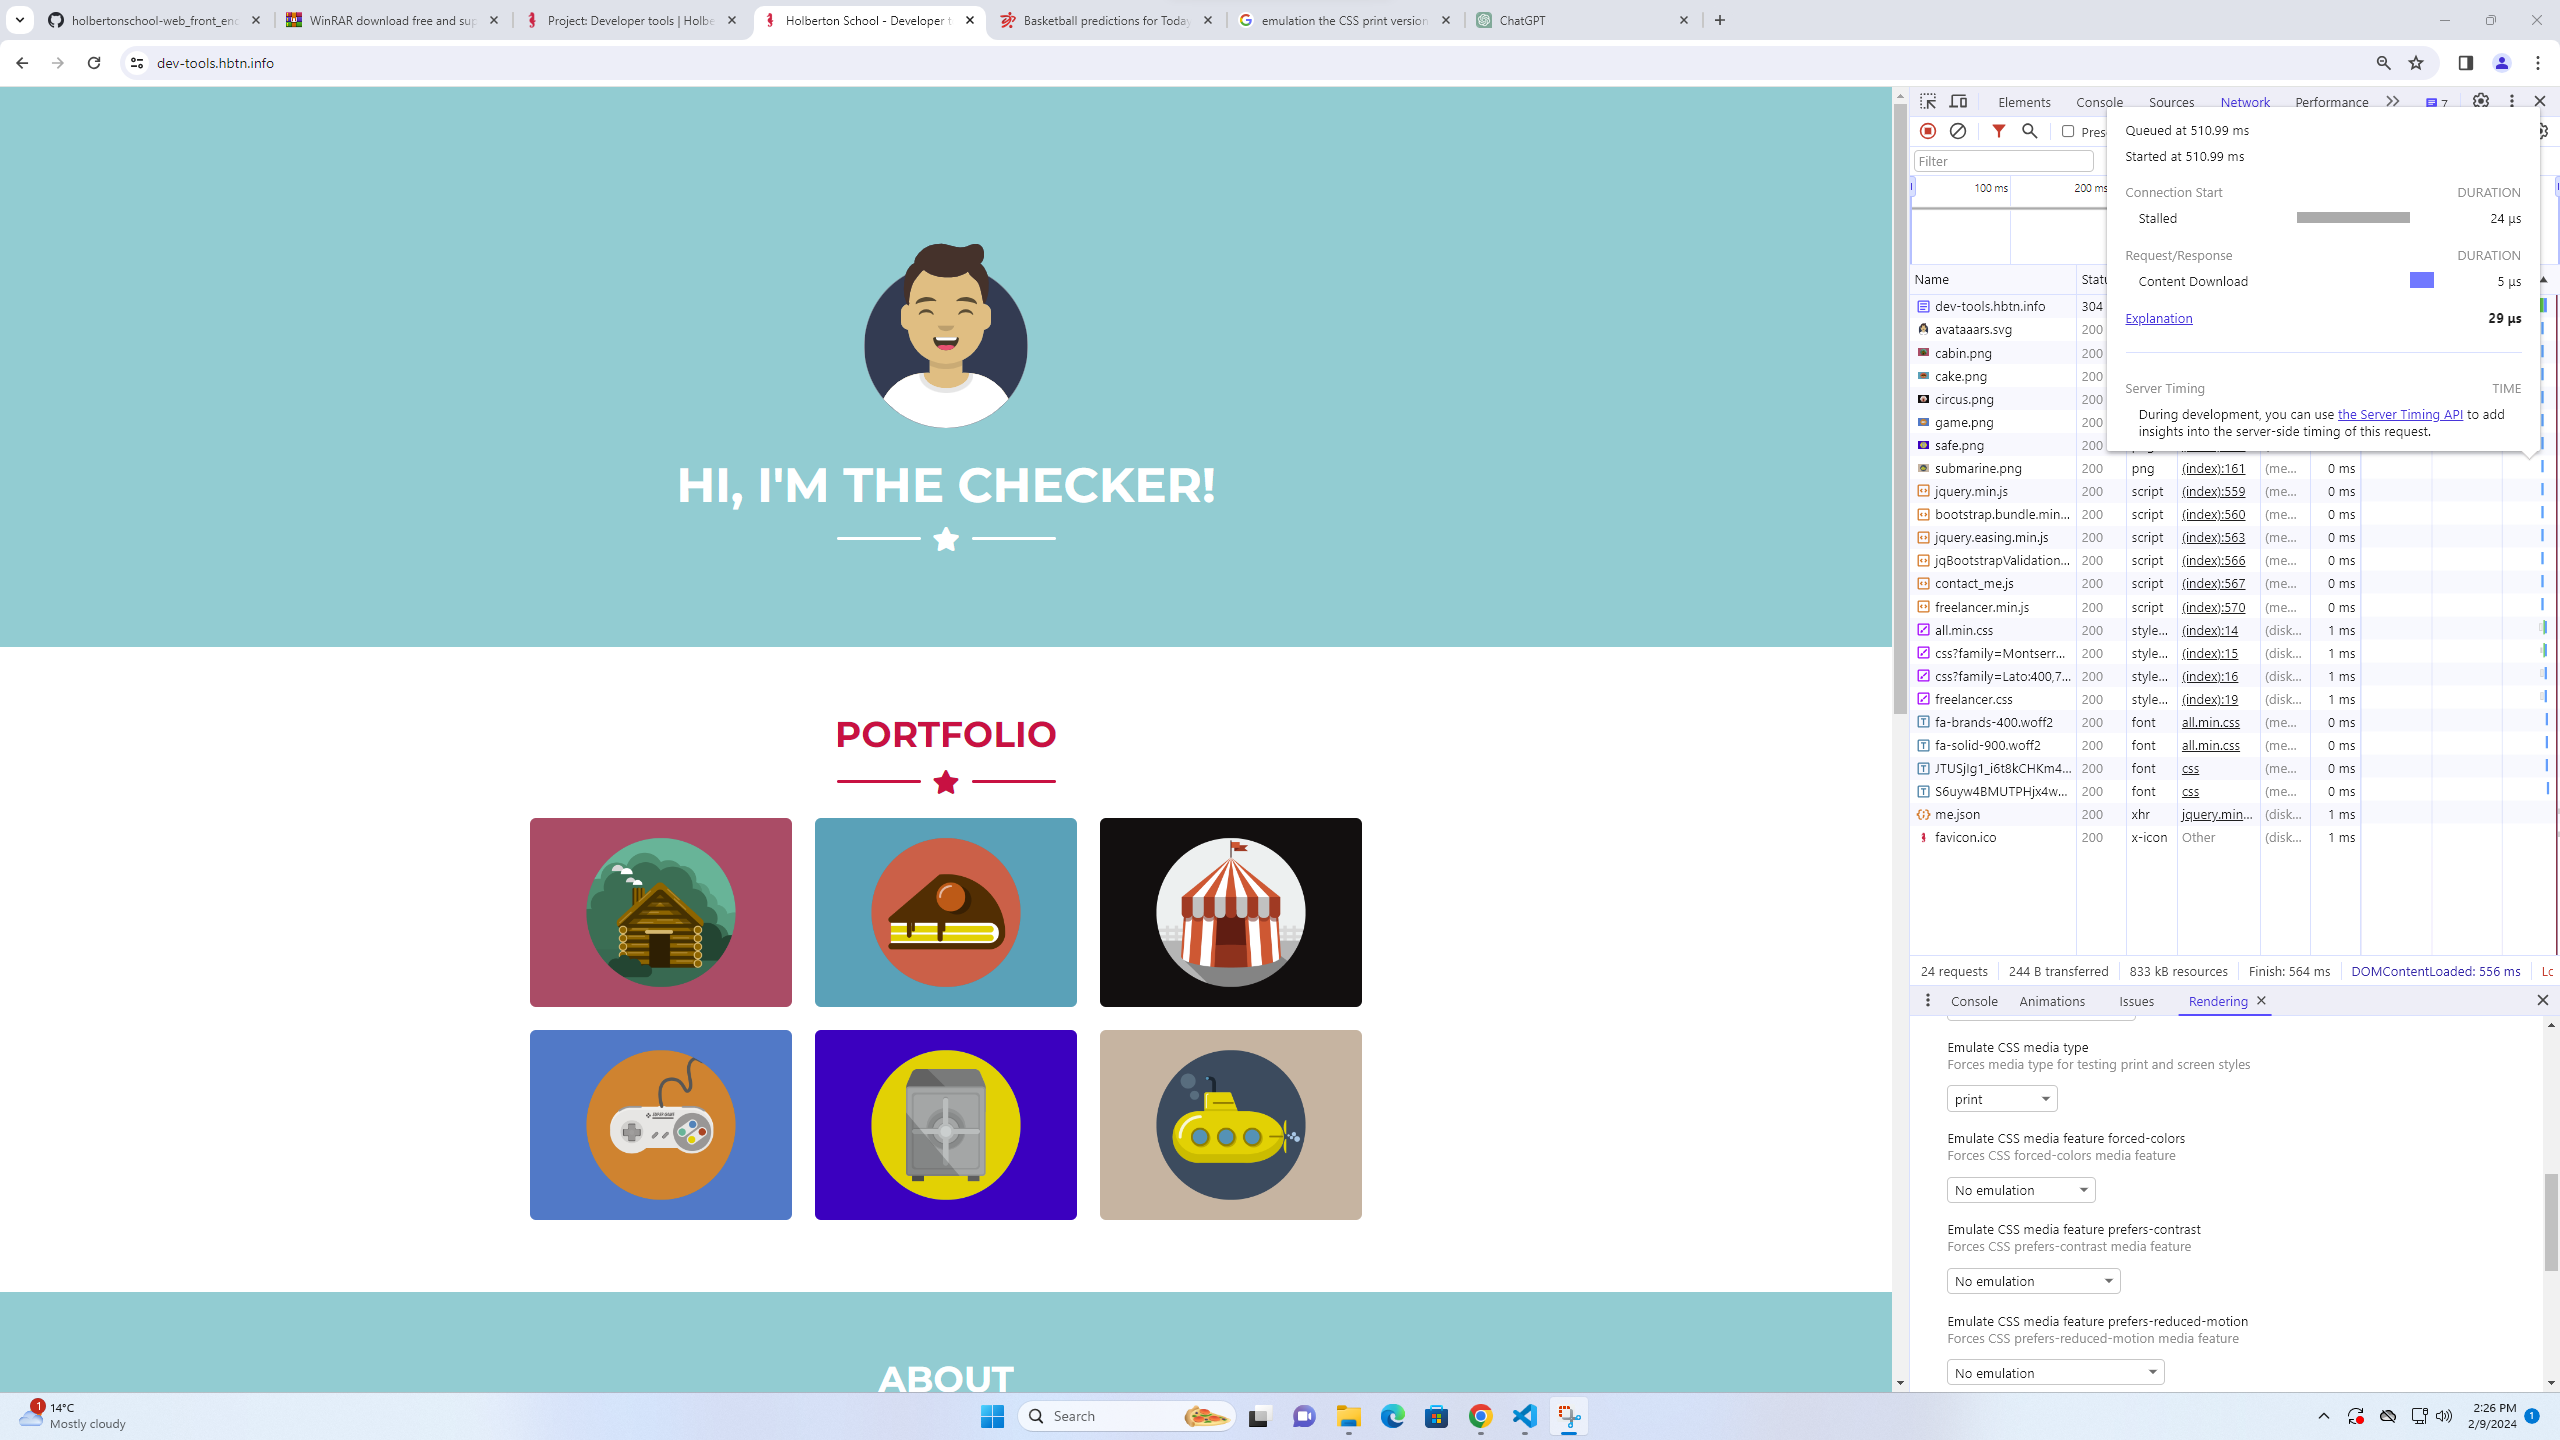 holbertonschool-web_front_end
WinRAR download free and sup
Project: Developer tools | Holbe
Holberton School - Developer t
Basketball predictions for Today
emulation the CSS print version
ChatGPT
dev-tools.hbtn.info
Elements
Console
Sources
Network
Performance
7
Prese
Filter
100 ms
200 ms
Queued at 510.99 ms
Started at 510.99 ms
Connection Start DURATION
Stalled 24 μs
Request/Response DURATION
Content Download 5 μs
Explanation 29 μs
Server Timing TIME
During development, you can use the Server Timing API to add
insights into the server-side timing of this request.
Name Statu
dev-tools.hbtn.info 304
avataaars.svg 200
cabin.png 200
cake.png 200
circus.png 200
game.png 200
safe.png 200
submarine.png png (index):161 (me... 0 ms
jquery.min.js 200 script (index):559 (me... 0 ms
bootstrap.bundle.min... 200 script (index):560 (me... 0 ms
jquery.easing.min.js 200 script (index):563 (me... 0 ms
jqBootstrapValidation... 200 script (index):566 (me... 0 ms
contact_me.js 200 script (index):567 (me... 0 ms
freelancer.min.js 200 script (index):570 (me... 0 ms
all.min.css 200 style... (index):14 (disk... 1 ms
css?family=Montserr... 200 style... (index):15 (disk... 1 ms
css?family=Lato:400,7... 200 style... (index):16 (disk... 1 ms
freelancer.css 200 style... (index):19 (disk... 1 ms
fa-brands-400.woff2 200 font all.min.css (me... 0 ms
fa-solid-900.woff2 200 font all.min.css (me... 0 ms
JTUSjIg1_i6t8kCHKm4... 200 font css (me... 0 ms
S6uyw4BMUTPHjx4w... 200 font css (me... 0 ms
me.json 200 xhr jquery.min... (disk... 1 ms
favicon.ico 200 x-icon Other (disk... 1 ms
24 requests 244 B transferred 833 kB resources Finish: 564 ms DOMContentLoaded: 556 ms Lo
Console Animations Issues Rendering
Emulate CSS media type
Forces media type for testing print and screen styles
print
Emulate CSS media feature forced-colors
Forces CSS forced-colors media feature
No emulation
Emulate CSS media feature prefers-contrast
Forces CSS prefers-contrast media feature
No emulation
Emulate CSS media feature prefers-reduced-motion
Forces CSS prefers-reduced-motion media feature
No emulation
HI, I'M THE CHECKER!
PORTFOLIO
ABOUT
1
14°C
Mostly cloudy
Search
2:26 PM
2/9/2024
1